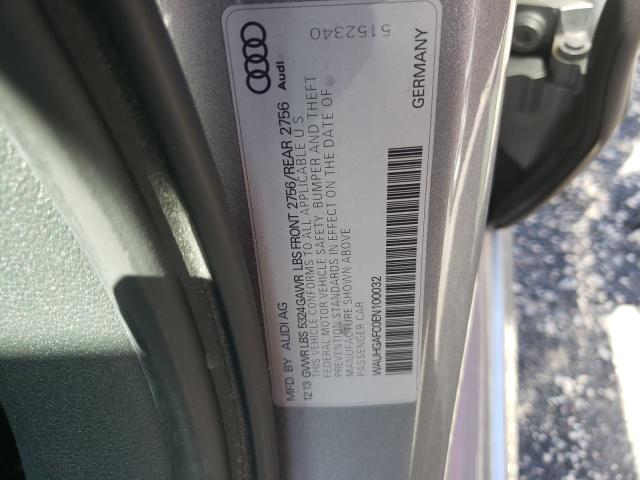 MFD. BY AUDI AG
12 13 GVWR LBS 5324 GAWR LBS FRONT 2756/REAR 2756
THIS VEHICLE CONFORMS TO ALL APPLICABLE U S
FEDERAL MOTOR VEHICLE SAFETY, BUMPER AND THEFT
PREVENTION STANDARDS IN EFFECT ON THE DATE OF
MANUFACTURE SHOWN ABOVE
PASSENGER CAR
WAUHGAFC0EN100032
Audi
5152340
GERMANY